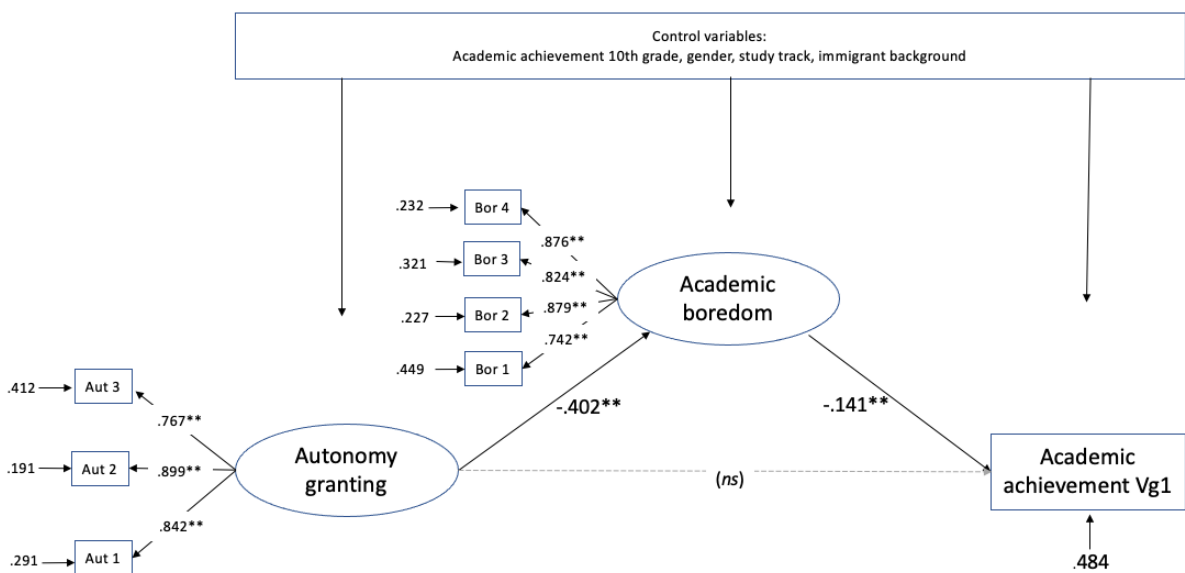 Control variables:
Academic achievement 10th grade, gender, study track, immigrant background
.232
Bor 4
.876**
.321
Bor 3
.824**
Academic
boredom
.227
Bor 2
.879**
.742**
.449
Bor 1
.412
Aut 3
.767**
-.402**
-.141**
.191
Aut 2
.899**
Autonomy
granting
(ns)
Academic
achievement Vg1
.842**
.291
Aut 1
.484